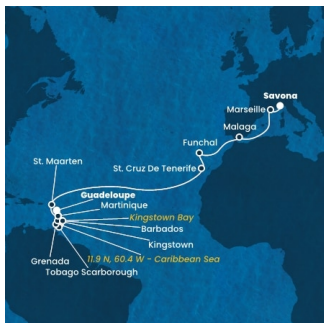 Savona
Marseille
Malaga
Funchal
St. Cruz De Tenerife
St. Maarten
Guadeloupe
Martinique
Kingstown Bay
Barbados
Kingstown
11.9 N, 60.4 W - Caribbean Sea
Grenada
Tobago Scarborough